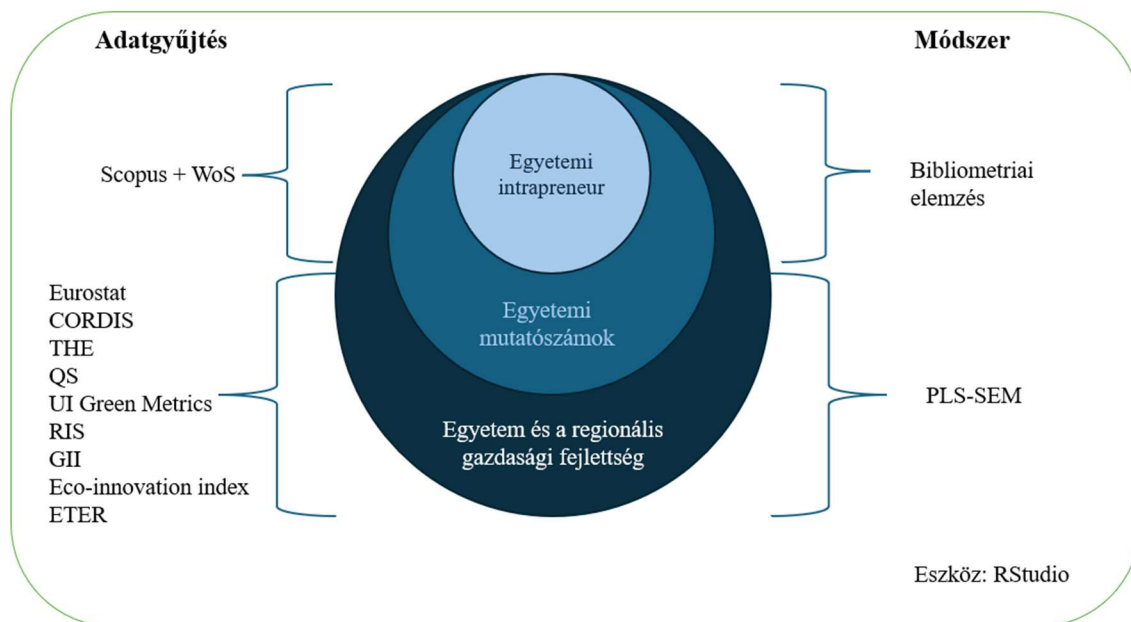 Adatgyűjtés
Módszer
Scopus + WoS
Egyetemi
intrapreneur
Bibliometriai
elemzés
Eurostat
CORDIS
THE
QS
UI Green Metrics
RIS
GII
Eco-innovation index
ETER
Egyetemi
mutatószámok
PLS-SEM
Egyetem és a regionális
gazdasági fejlettség
Eszköz: RStudio